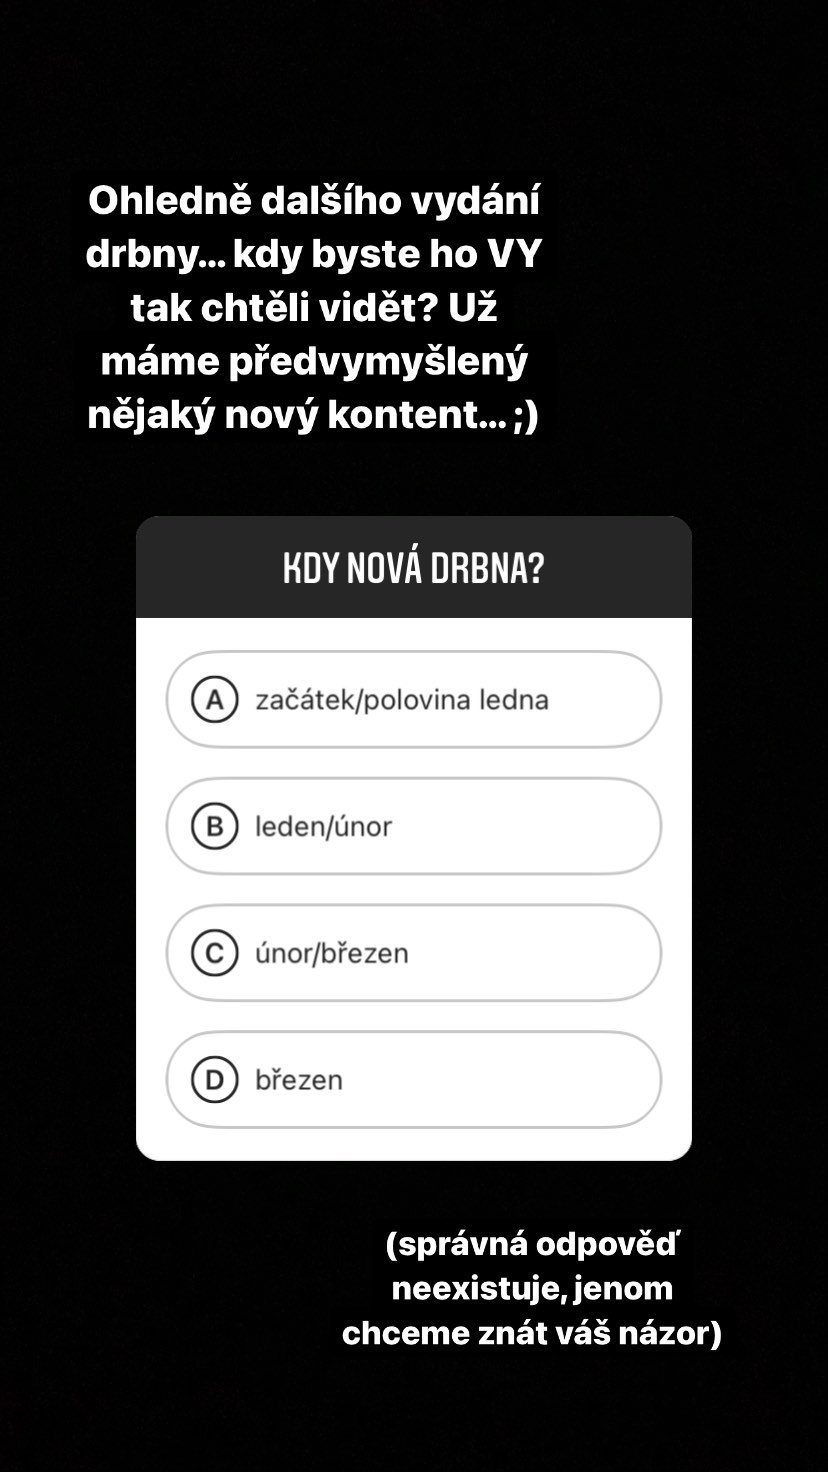 Ohledně dalšího vydání
drbny... kdy byste ho VY
tak chtěli vidět? Už
máme předvymyšlený
nějaký nový kontent... ;)
KDY NOVÁ DRBNA?
A začátek/polovina ledna
B leden/únor
C únor/březen
D březen
(správná odpověď
neexistuje, jenom
chceme znát váš názor)